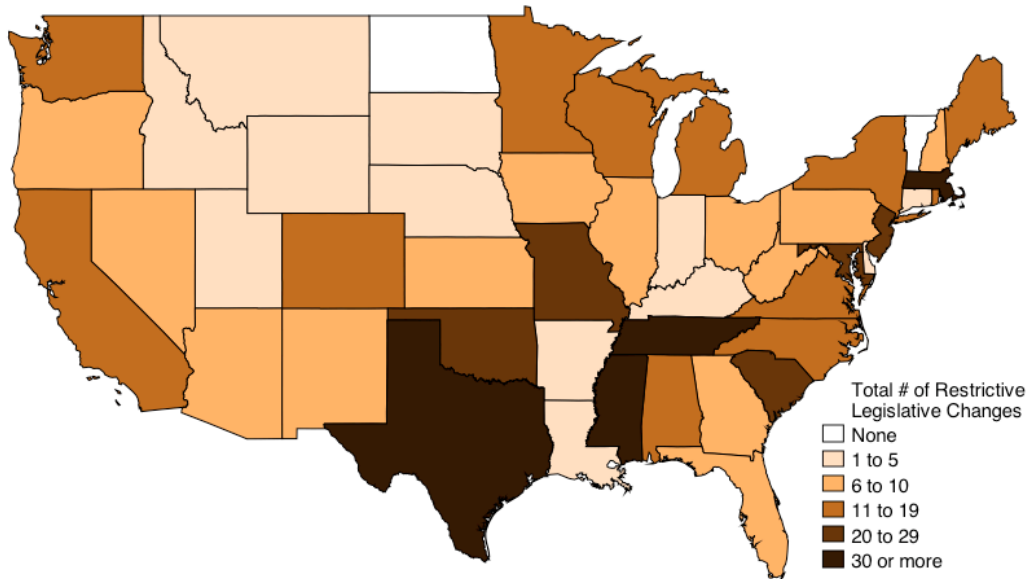 Total # of Restrictive
Legislative Changes
None
1 to 5
6 to 10
11 to 19
20 to 29
30 or more